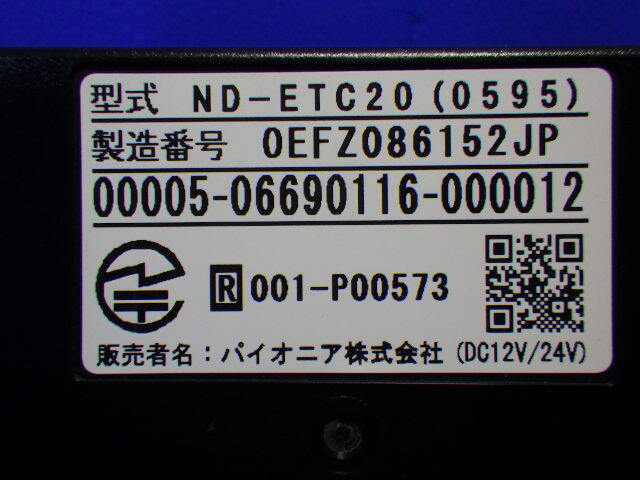 型式 ND-ETC20(0595)
製造番号 0EFZ086152JP
00005-06690116-000012
R 001-P00573
販売者名:パイオニア株式会社 (DC12V/24V)